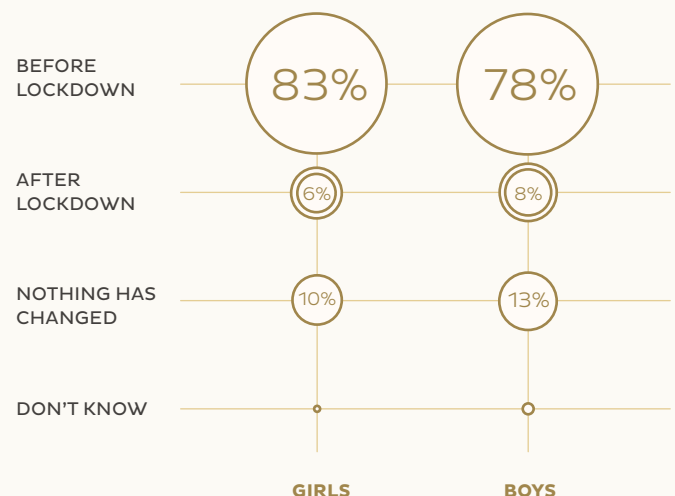 BEFORE
LOCKDOWN
83% 78%
AFTER
LOCKDOWN
6% 8%
NOTHING HAS
CHANGED
10% 13%
DON'T KNOW
GIRLS BOYS